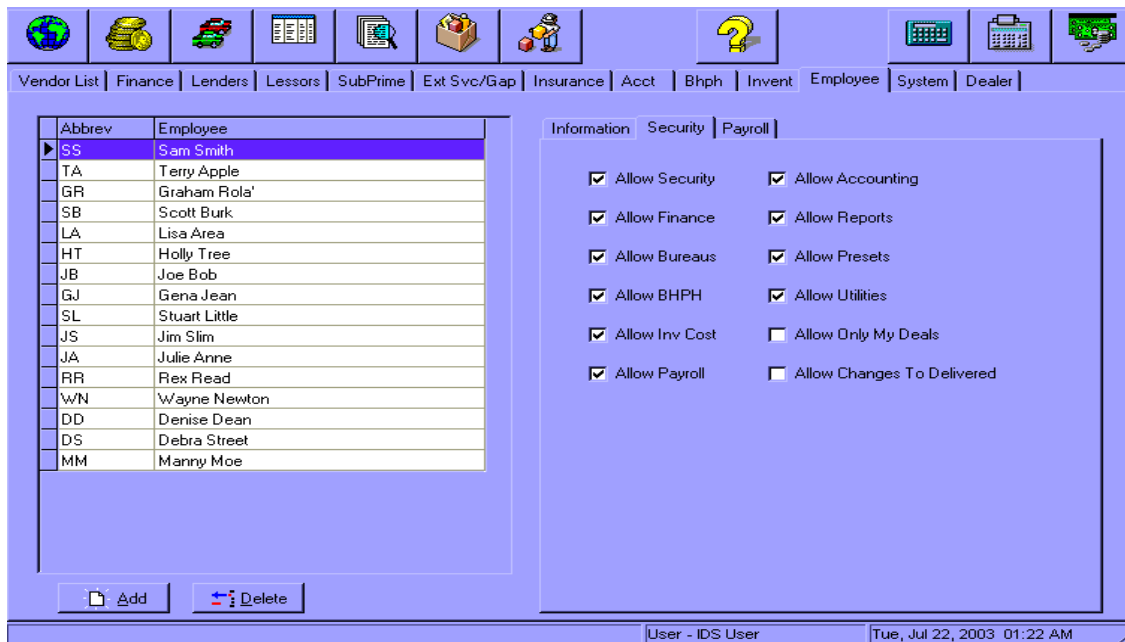 Vendor List Finance Lenders Lessors SubPrime Ext Svc/Gap Insurance Acct Bhph Invent Employee System Dealer
Abbrev Employee
SS Sam Smith
TA Terry Apple
GR Graham Rola'
SB Scott Burk
LA Lisa Area
HT Holly Tree
JB Joe Bob
GJ Gena Jean
SL Stuart Little
JS Jim Slim
JA Julie Anne
RR Rex Read
WN Wayne Newton
DD Denise Dean
DS Debra Street
MM Manny Moe
Add Delete
Information Security Payroll
Allow Security Allow Accounting
Allow Finance Allow Reports
Allow Bureaus Allow Presets
Allow BHPH Allow Utilities
Allow Inv Cost Allow Only My Deals
Allow Payroll Allow Changes To Delivered
User - IDS User Tue, Jul 22, 2003 01:22 AM